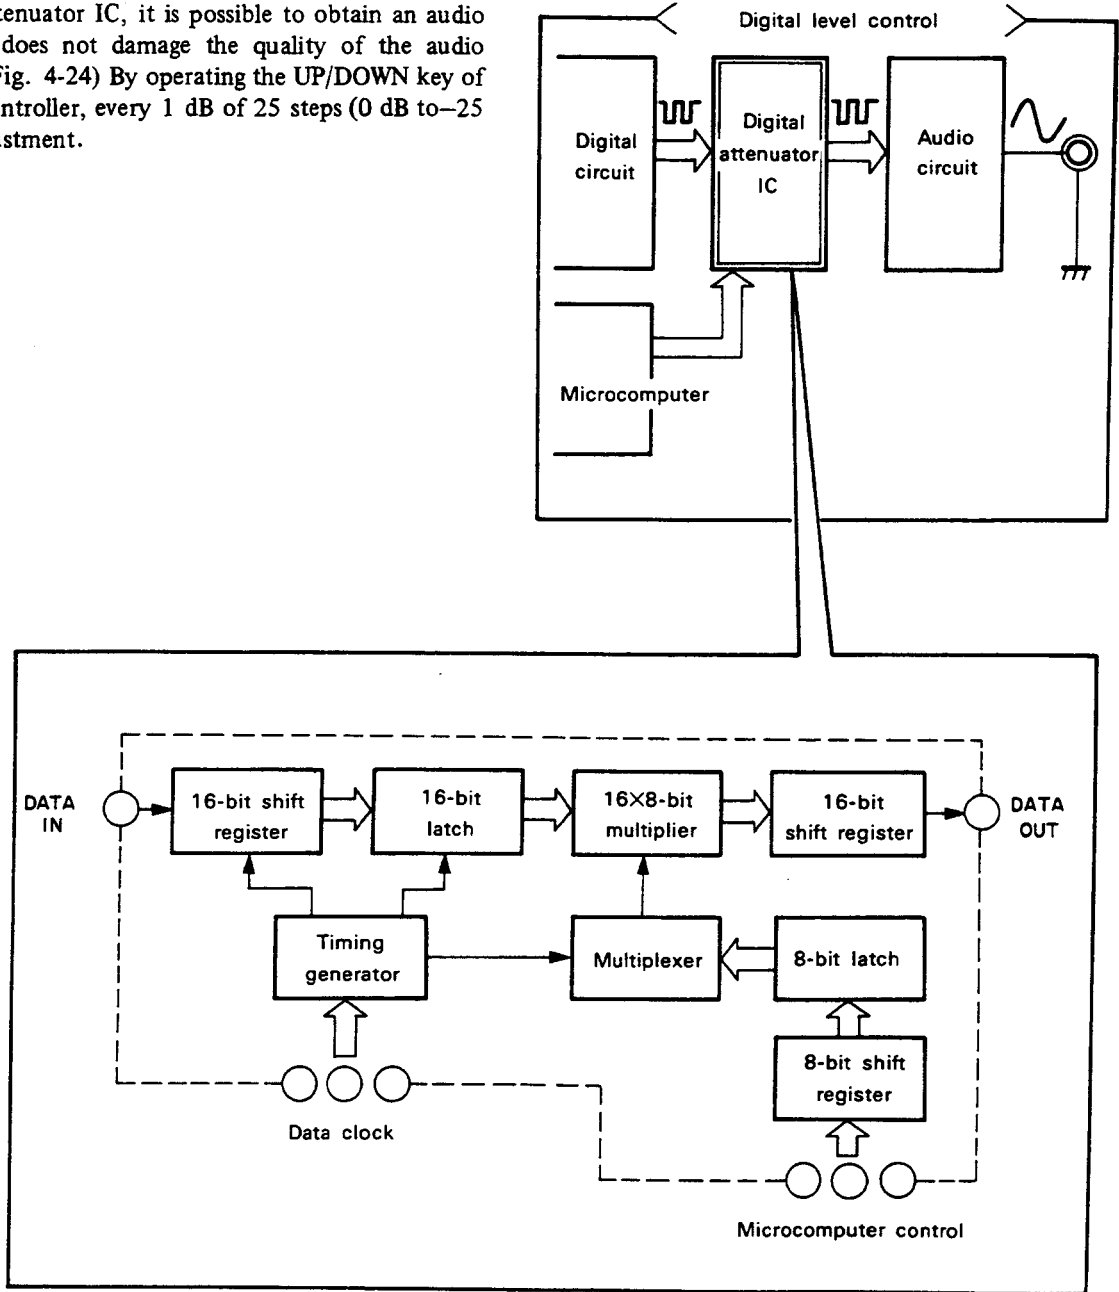 tenuator IC, it is possible to obtain an audio
does not damage the quality of the audio
Fig. 4-24) By operating the UP/DOWN key of
ntroller, every 1 dB of 25 steps (0 dB to−25
stment.
Digital level control
Digital
circuit
Digital
attenuator
IC
Audio
circuit
Microcomputer
DATA
IN
16-bit shift
register
16-bit
latch
16×8-bit
multiplier
16-bit
shift register
DATA
OUT
Timing
generator
Multiplexer
8-bit latch
8-bit shift
register
Data clock
Microcomputer control